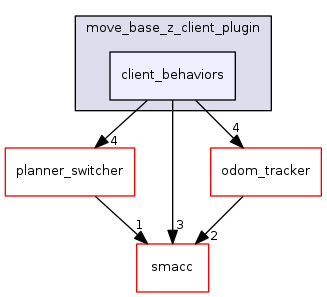 move_base_z_client_plugin
client_behaviors
4
4
planner_switcher
odom_tracker
1
3
2
smacc